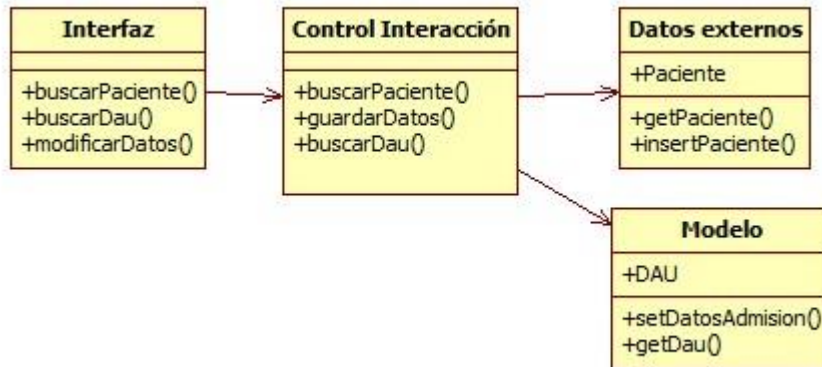 Interfaz
+buscarPaciente()
+buscarDau()
+modificarDatos()
Control Interacción
+buscarPaciente()
+guardarDatos()
+buscarDau()
Datos externos
+Paciente
+getPaciente()
+insertPaciente()
Modelo
+DAU
+setDatosAdmision()
+getDau()